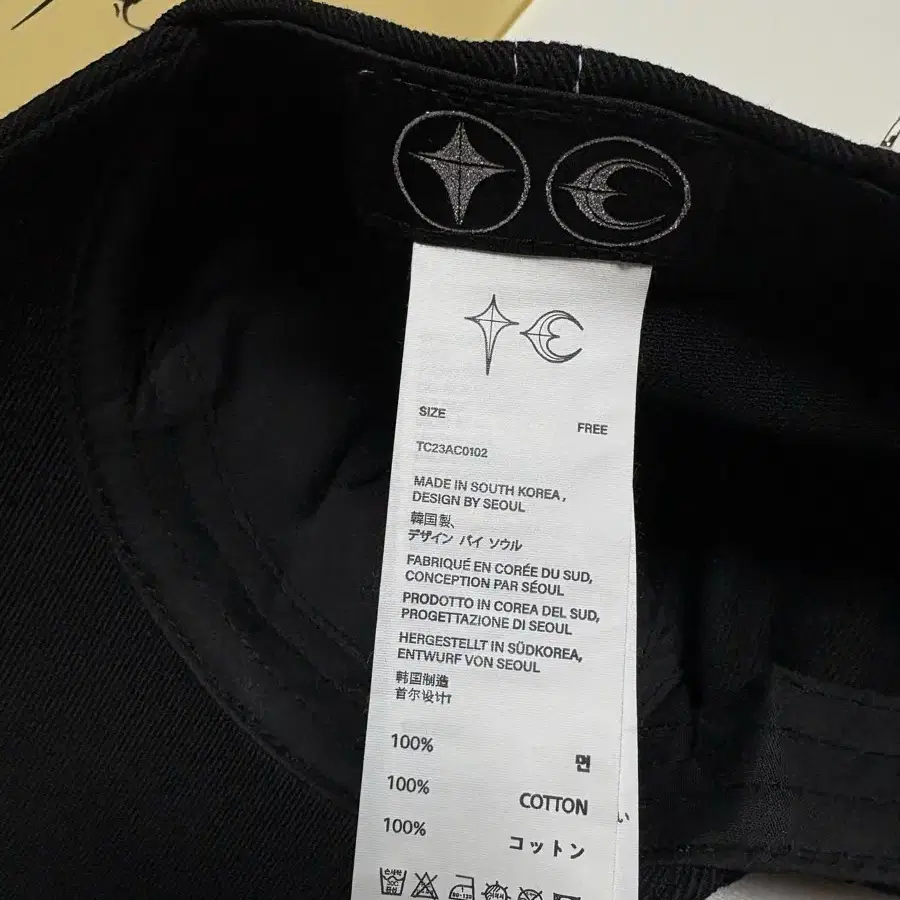 SIZE
FREE
TC23AC0102
MADE IN SOUTH KOREA,
DESIGN BY SEOUL
韓国製、
デザイン バイ ソウル
FABRIQUÉ EN CORÉE DU SUD,
CONCEPTION PAR SÉOUL
PRODOTTO IN COREA DEL SUD,
PROGETTAZIONE DI SEOUL
HERGESTELLT IN SÜDKOREA,
ENTWURF VON SEOUL
韩国制造
首尔设计
100% 면
100% COTTON
100% コットン
손세탁